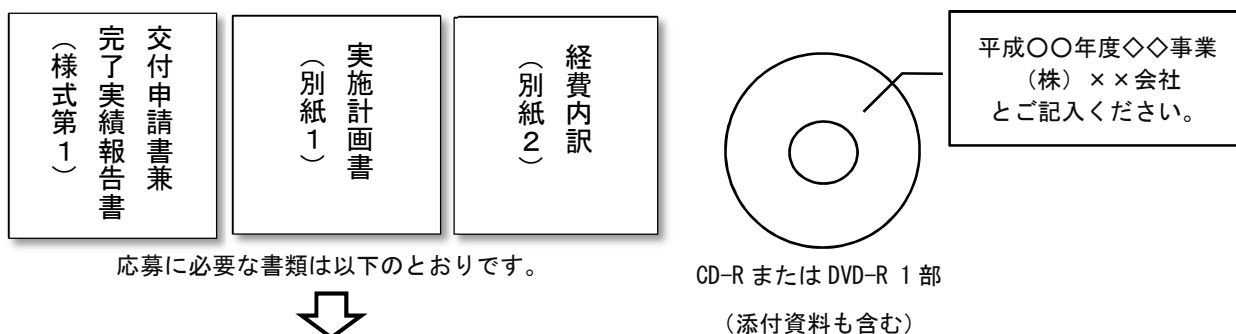 交付申請書兼
完了実績報告書
（様式第１）
実施計画書
（別紙１）
経費内訳
（別紙２）
平成〇〇年度◇◇事業
（株）××会社
とご記入ください。
応募に必要な書類は以下のとおりです。
CD-R または DVD-R 1 部
（添付資料も含む）